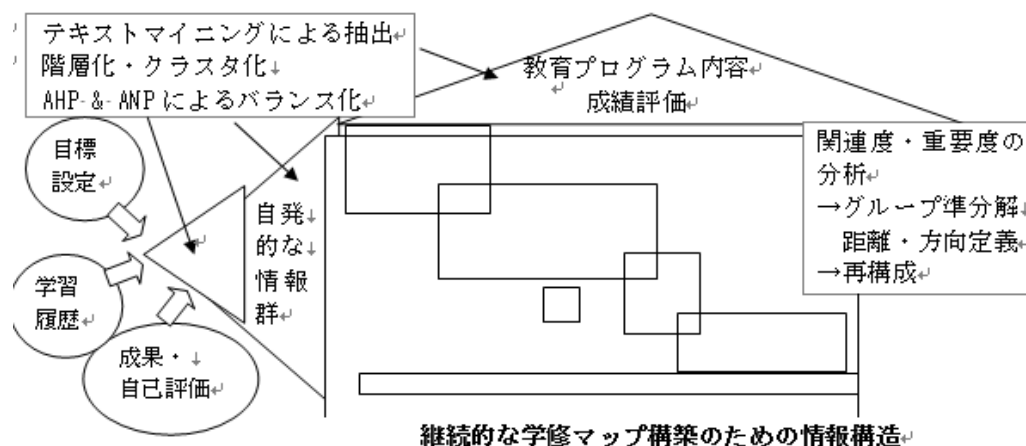 テキストマイニングによる抽出
階層化・クラスタ化
AHP-&-ANPによるバランス化
教育プログラム内容
成績評価
関連度・重要度の
分析
→グループ準分解
距離・方向定義
→再構成
目標
設定
自発
的な
情報
群
学習
履歴
成果・
自己評価
継続的な学修マップ構築のための情報構造